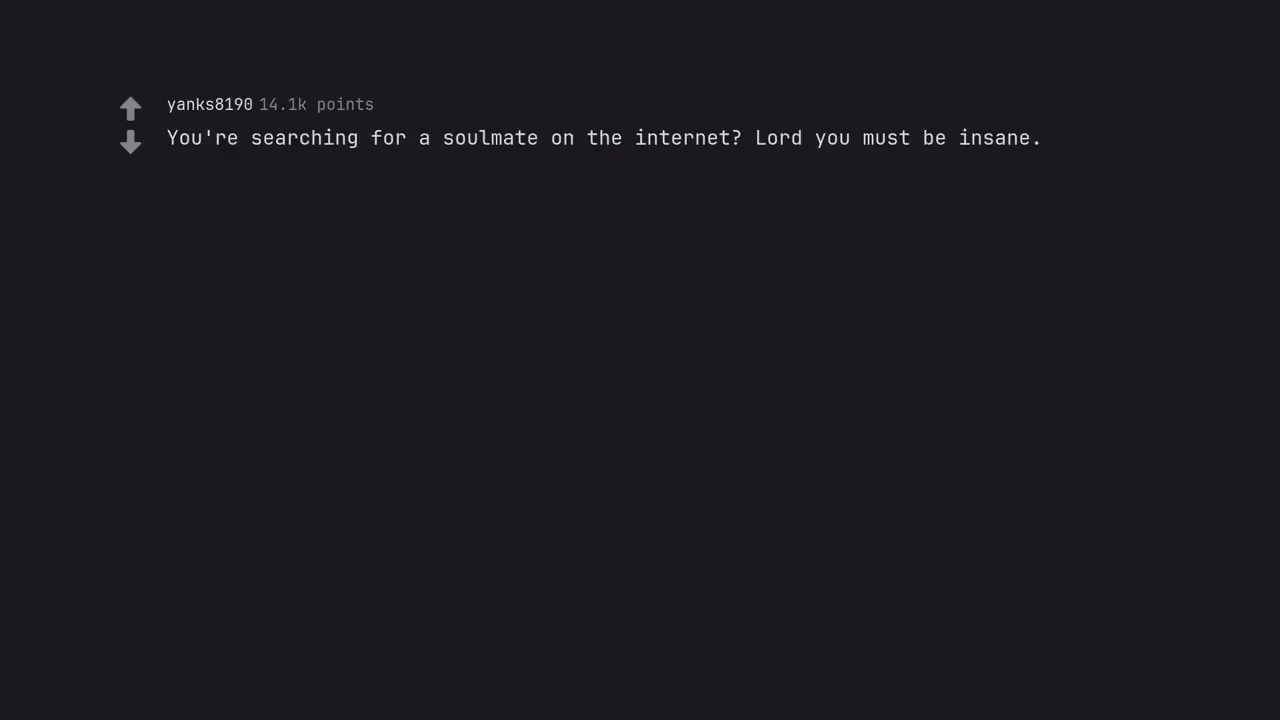 yanks8190 14.1k points
You're searching for a soulmate on the internet? Lord you must be insane.